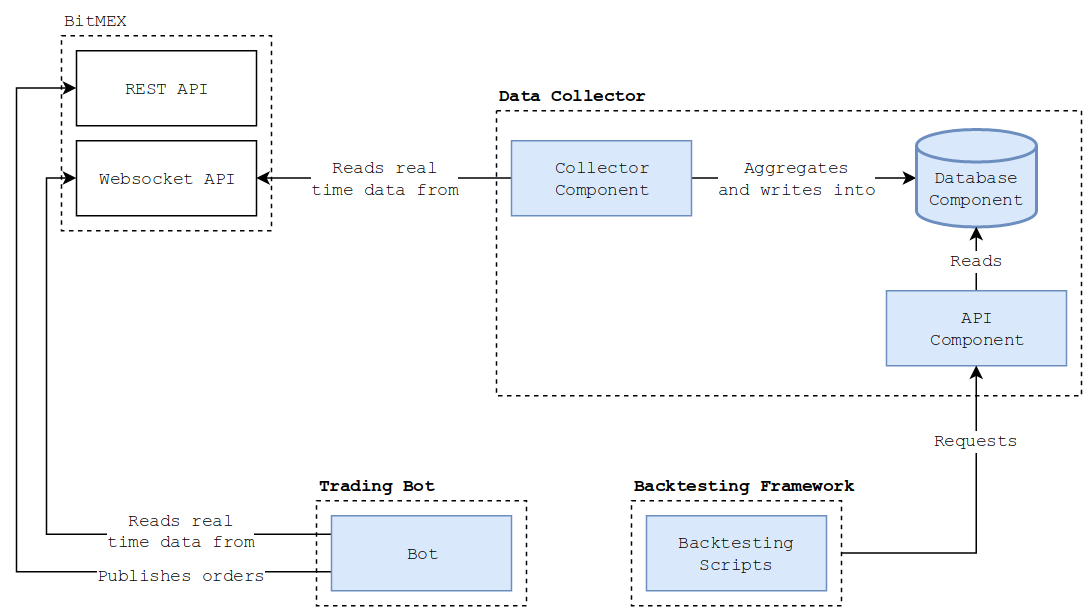 BitMEX
REST API
Websocket API
Reads real
time data from
Data Collector
Collector
Component
Aggregates
and writes into
Database
Component
Reads
API
Component
Requests
Trading Bot
Bot
Reads real
time data from
Publishes orders
Backtesting Framework
Backtesting
Scripts